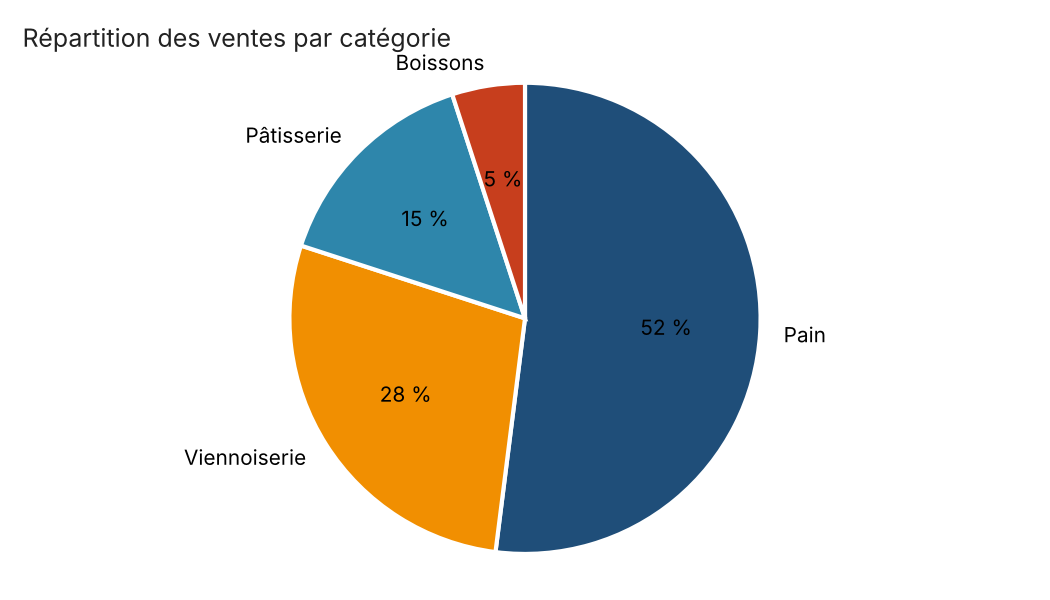 Répartition des ventes par catégorie
Boissons
Pâtisserie
5 %
15 %
52 %
Pain
28 %
Viennoiserie